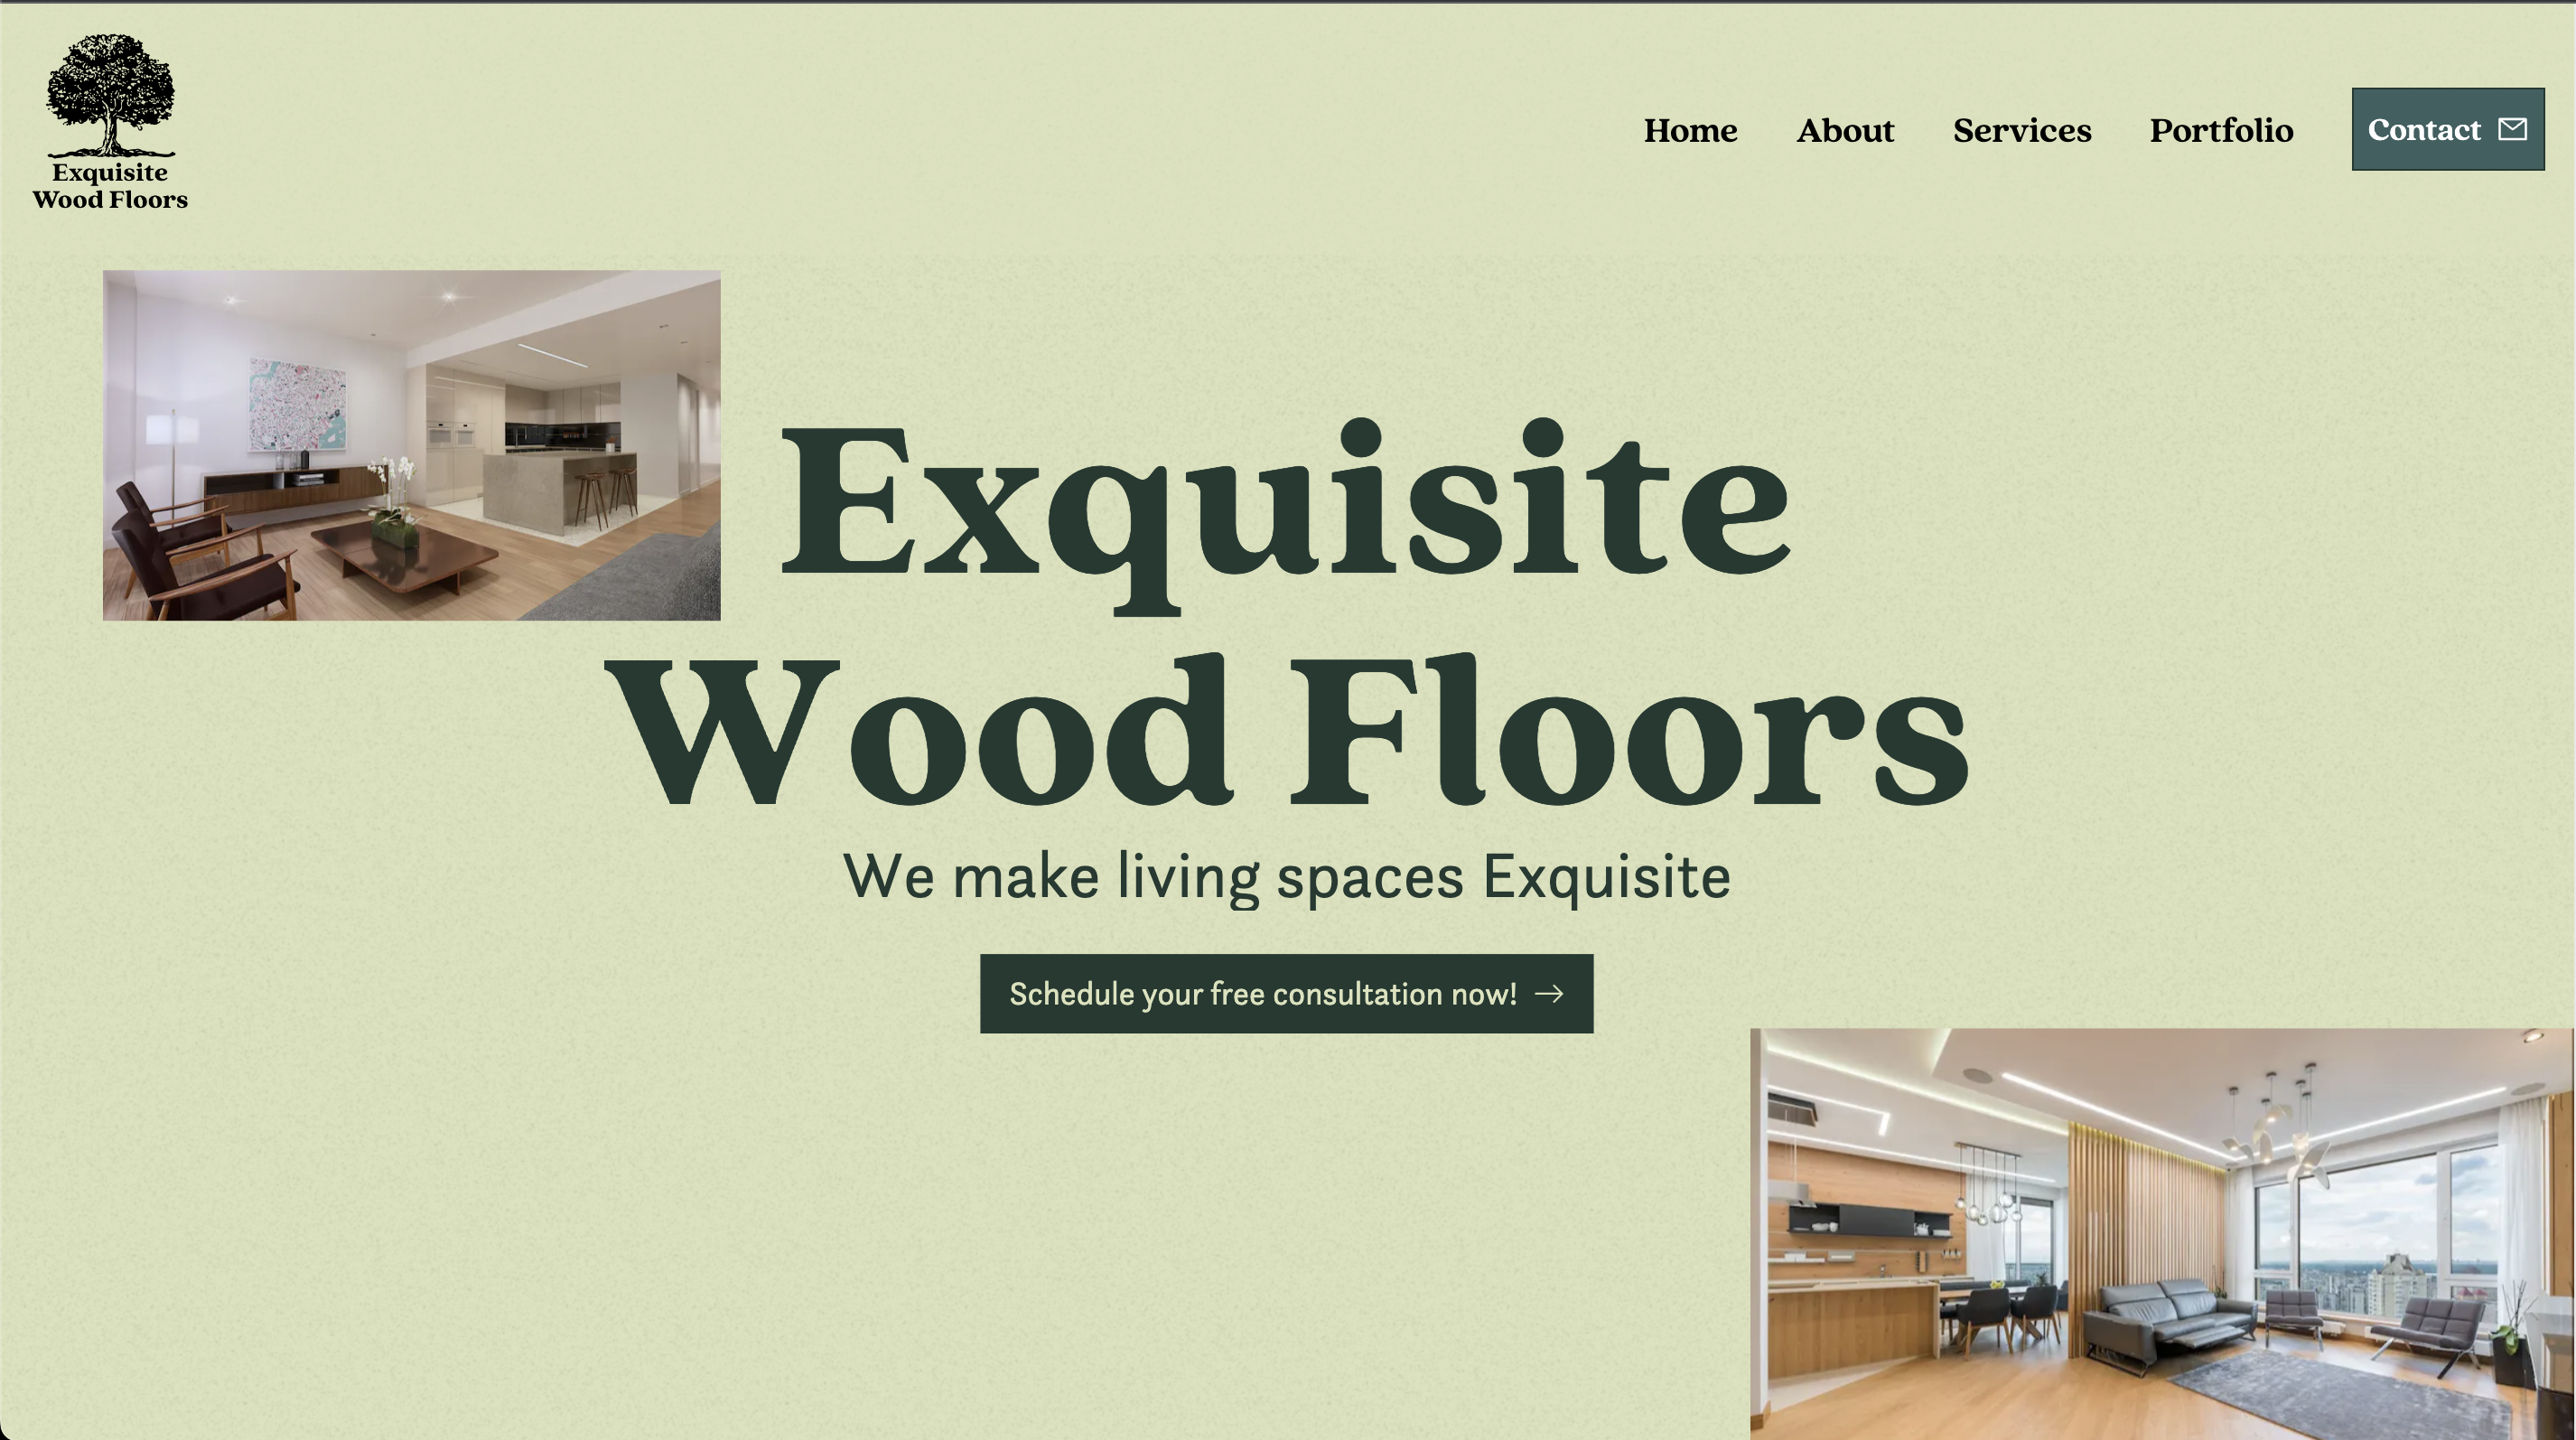 Exquisite
Wood Floors
Home
About
Services
Portfolio
Contact
Exquisite
Wood Floors
We make living spaces Exquisite
Schedule your free consultation now!